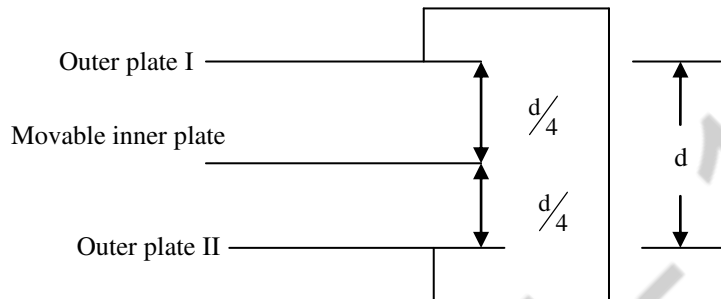 Outer plate I
d/4
Movable inner plate
d
d/4
Outer plate II